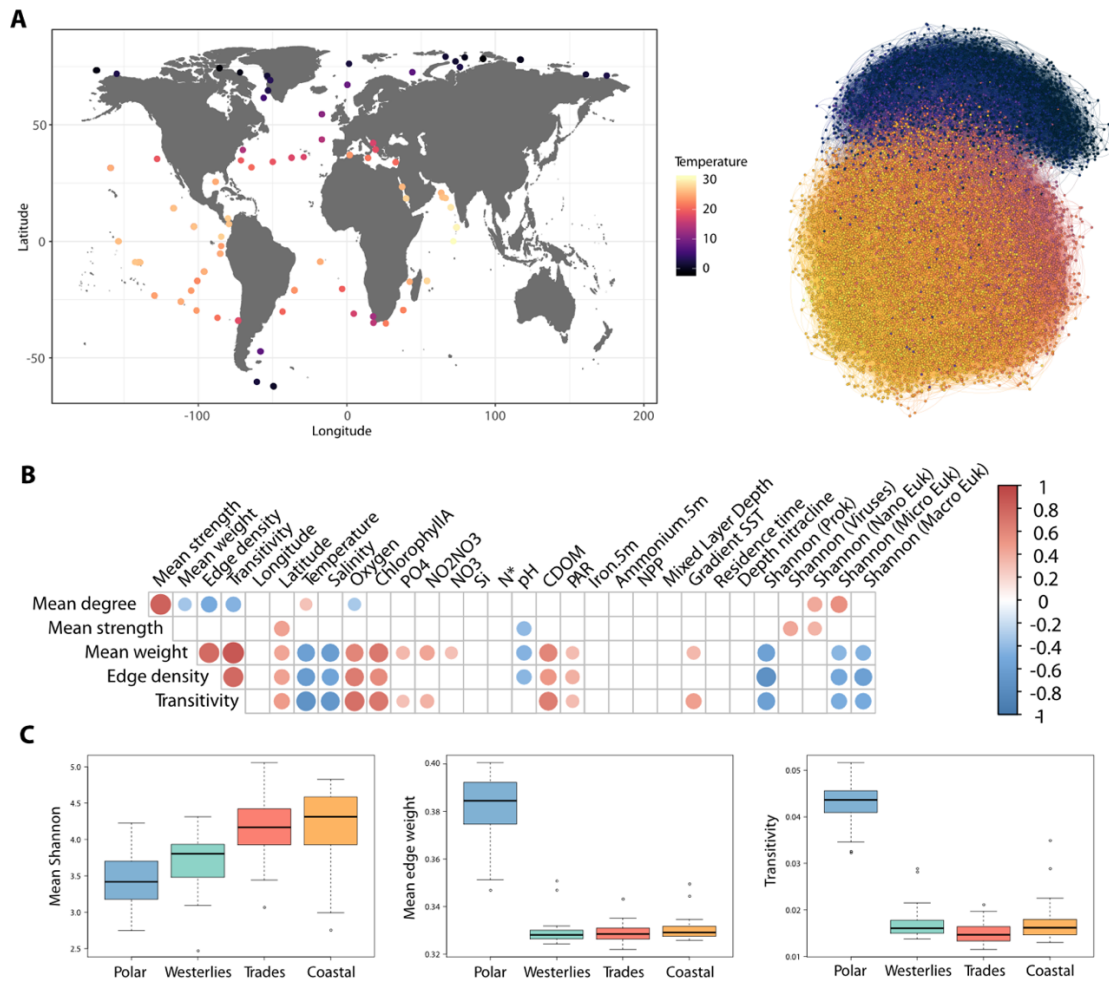 A
50
0
-50
Latitude
-100
0
100
200
Longitude
Temperature
30
20
10
0
B
Mean strength
Mean weight
Edge density
Transitivity
Longitude
Latitude
Temperature
Salinity
Oxygen
ChlorophyllA
PO4
NO2NO3
NO3
Si
N*
pH
CDOM
PAR
Iron.5m
Ammonium.5m
NPP
Mixed Layer Depth
Gradient SST
Residence time
Depth nitracline
Shannon (Prok)
Shannon (Viruses)
Shannon (Nano Euk)
Shannon (Micro Euk)
Shannon (Macro Euk)
Mean degree
Mean strength
Mean weight
Edge density
Transitivity
1
0.8
0.6
0.4
0.2
0
-0.2
-0.4
-0.6
-0.8
-1
C
Mean Shannon
5.0
4.5
4.0
3.5
3.0
2.5
Polar Westerlies Trades Coastal
Mean edge weight
0.40
0.38
0.36
0.34
0.32
Polar Westerlies Trades Coastal
Transitivity
0.05
0.04
0.03
0.02
0.01
Polar Westerlies Trades Coastal